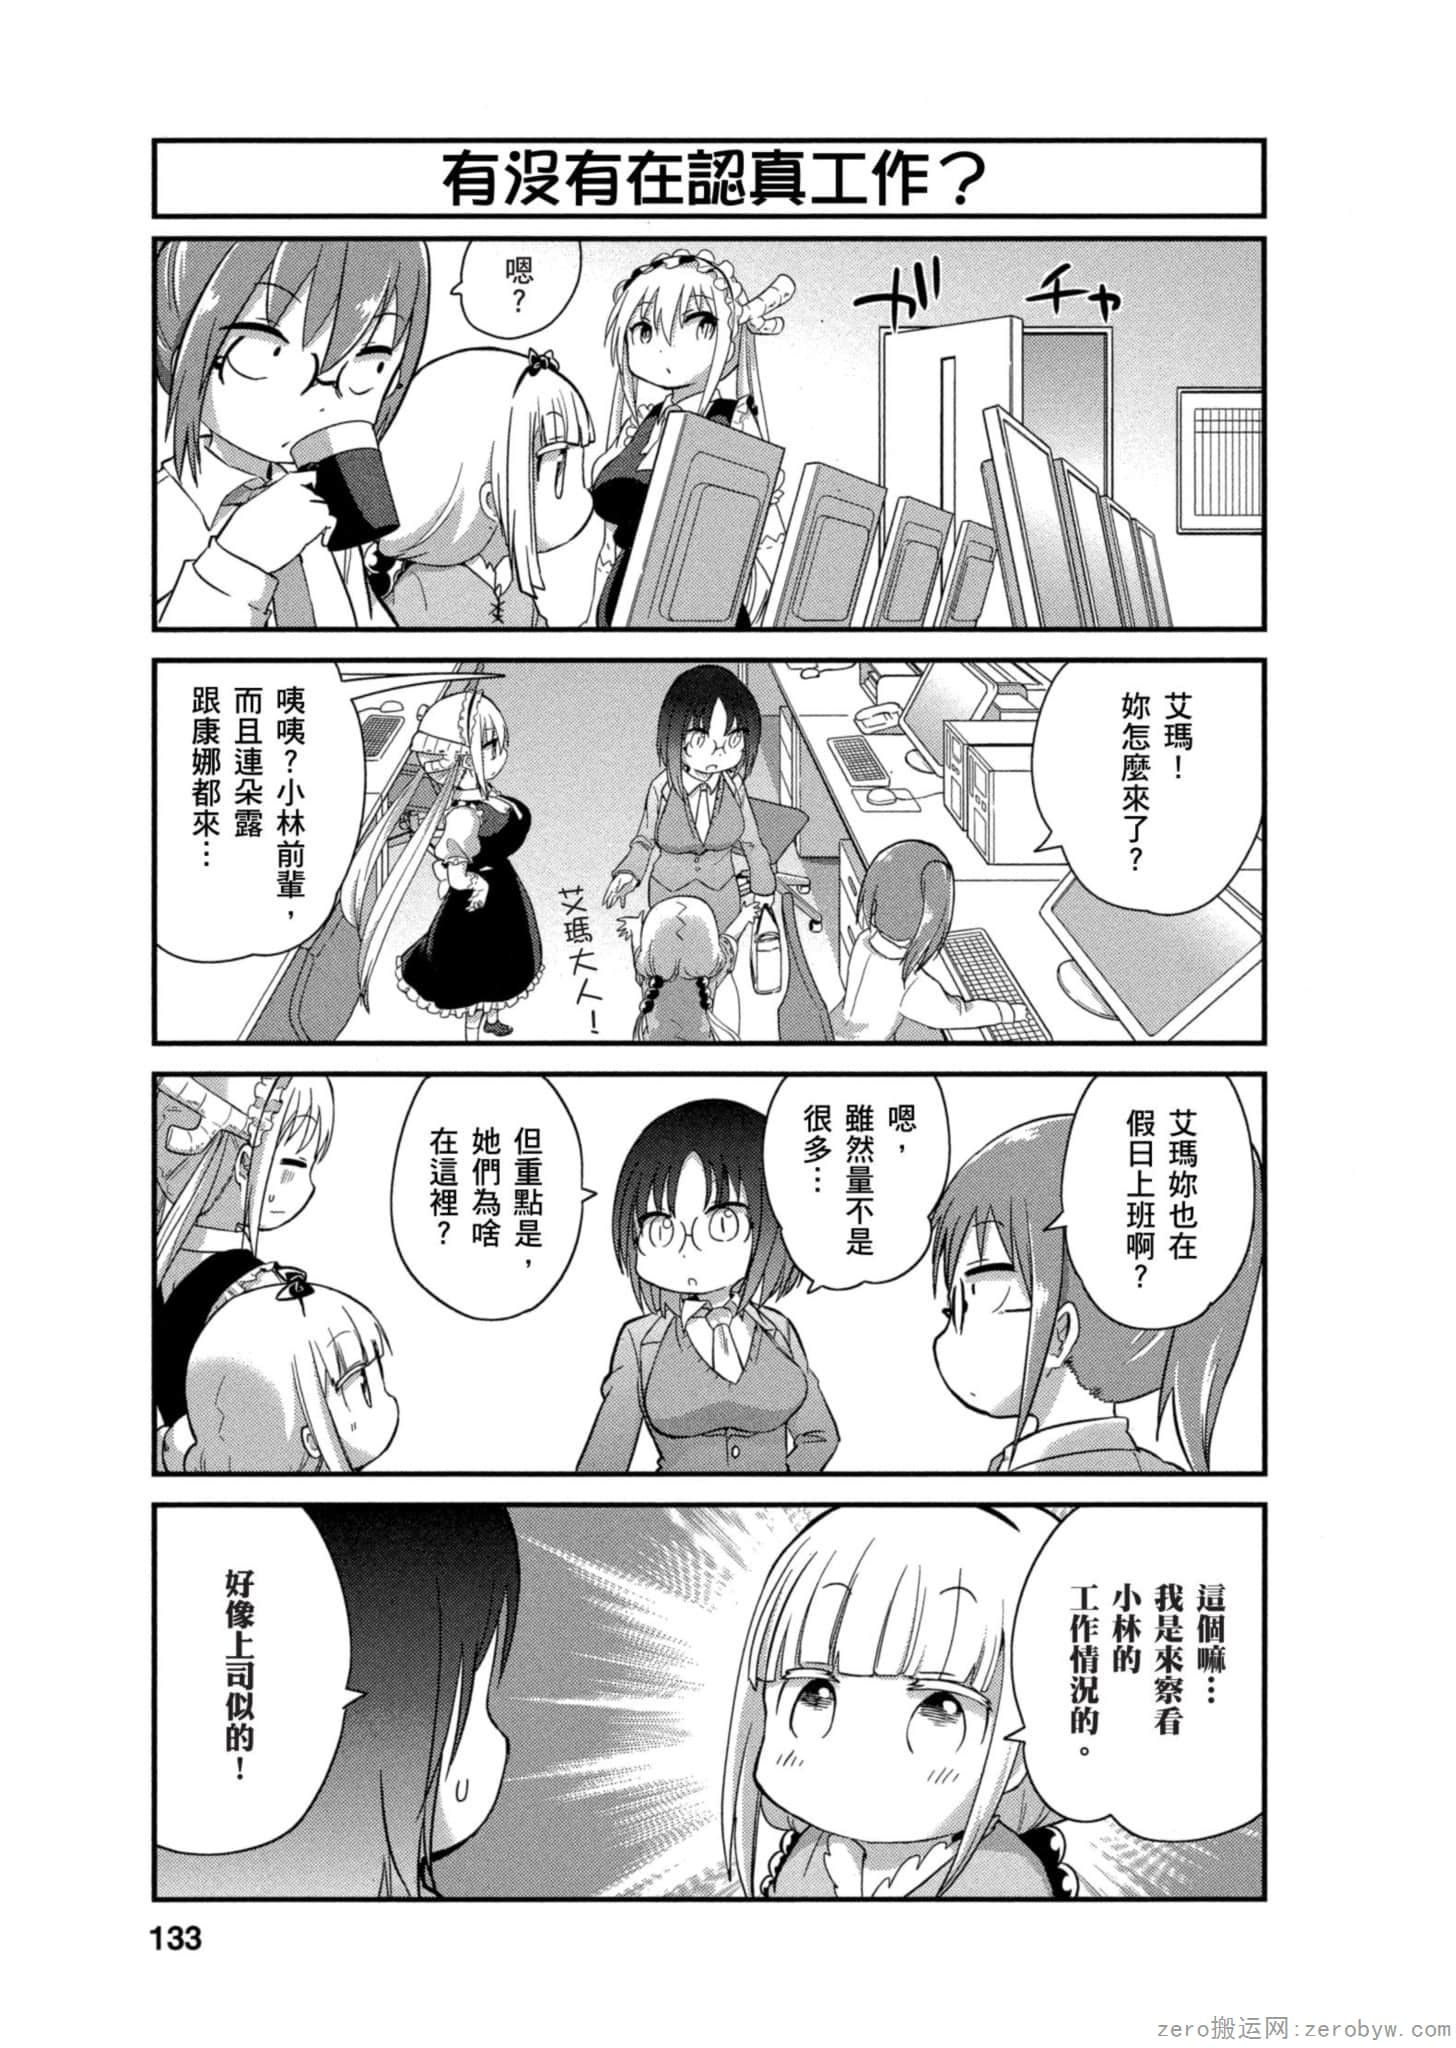 有沒有在認真工作？
ガチャ
嗯？
艾瑪！
妳怎麼來了？
艾瑪大人！
咦咦？小林前輩，
而且連朵露
跟康娜都來…
艾瑪妳也在
假日上班啊？
嗯，
雖然量不是
很多…
但重點是，
她們為啥
在這裡？
這個嘛…
我是來察看
小林的
工作情況的。
好像上司似的！
133
zero搬运网:zerobyw.com